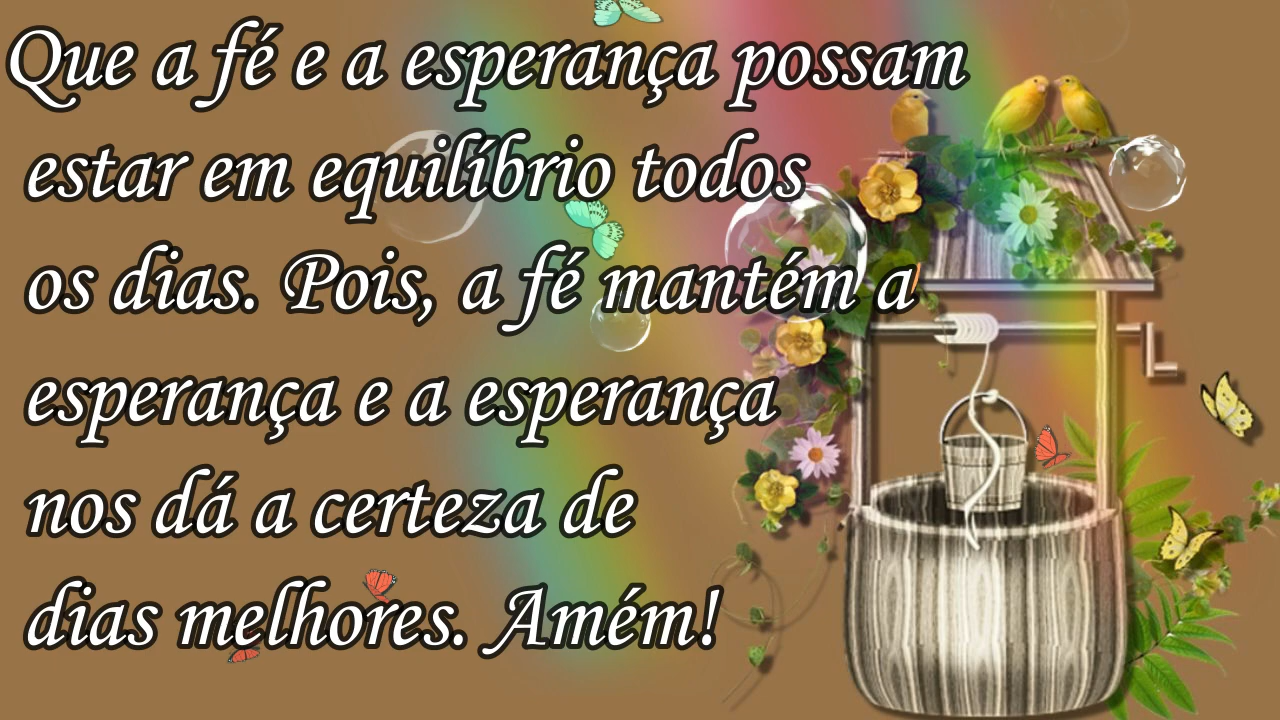 Que a fé e a esperança possam
estar em equilíbrio todos
os dias. Pois, a fé mantém a
esperança e a esperança
nos dá a certeza de
dias melhores. Amém!